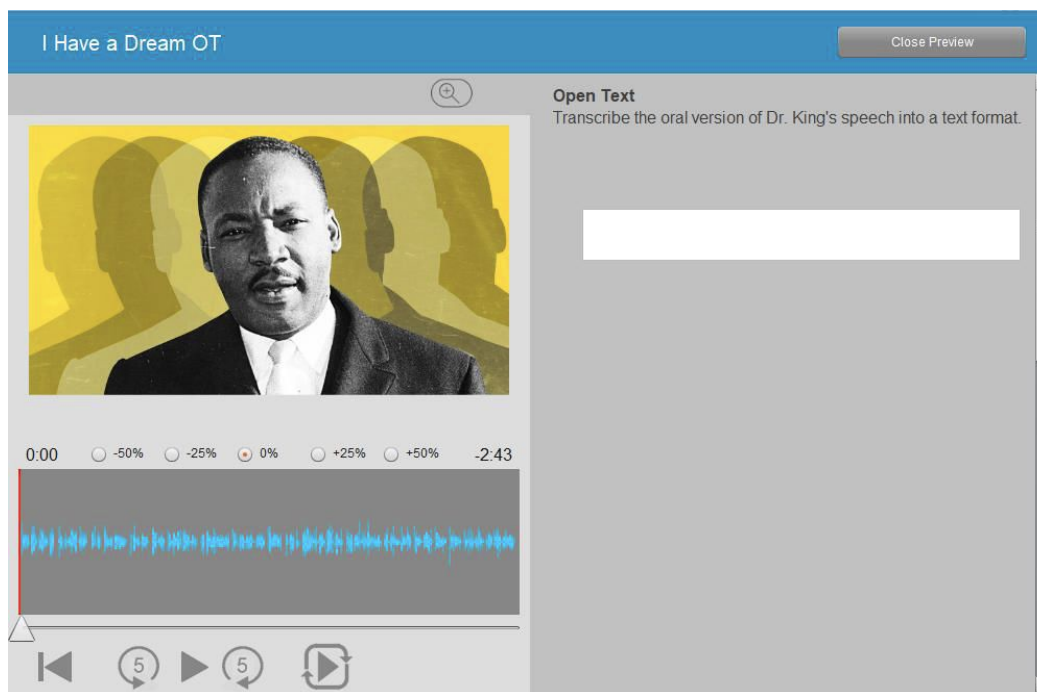 I Have a Dream OT
Close Preview
Open Text
Transcribe the oral version of Dr. King's speech into a text format.
0:00 -50% -25% 0% +25% +50% -2:43
5 5